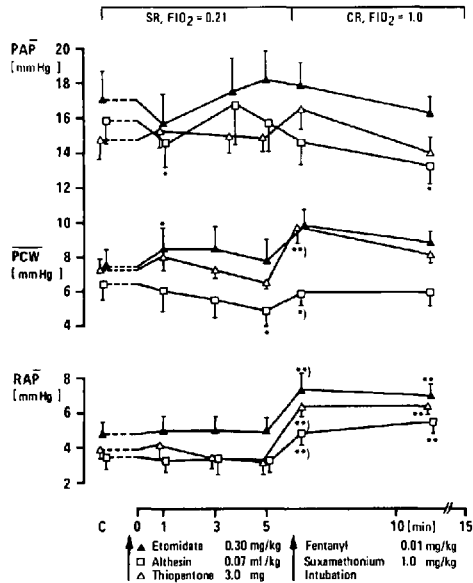 SR, FIO2 = 0.21
CR, FIO2 = 1.0
PAP
[mmHg]
20
18
16
14
12
10
8
6
4
PCW
[mmHg]
**)
*)
RAP
[mmHg]
8
6
4
2
**)
**)
**)
**
**
**
C 0 1 3 5 10 [min] 15
▲ Etomidate 0.30 mg/kg
□ Althesin 0.07 ml/kg
△ Thiopentone 3.0 mg
Fentanyl 0.01 mg/kg
Suxamethonium 1.0 mg/kg
Intubation